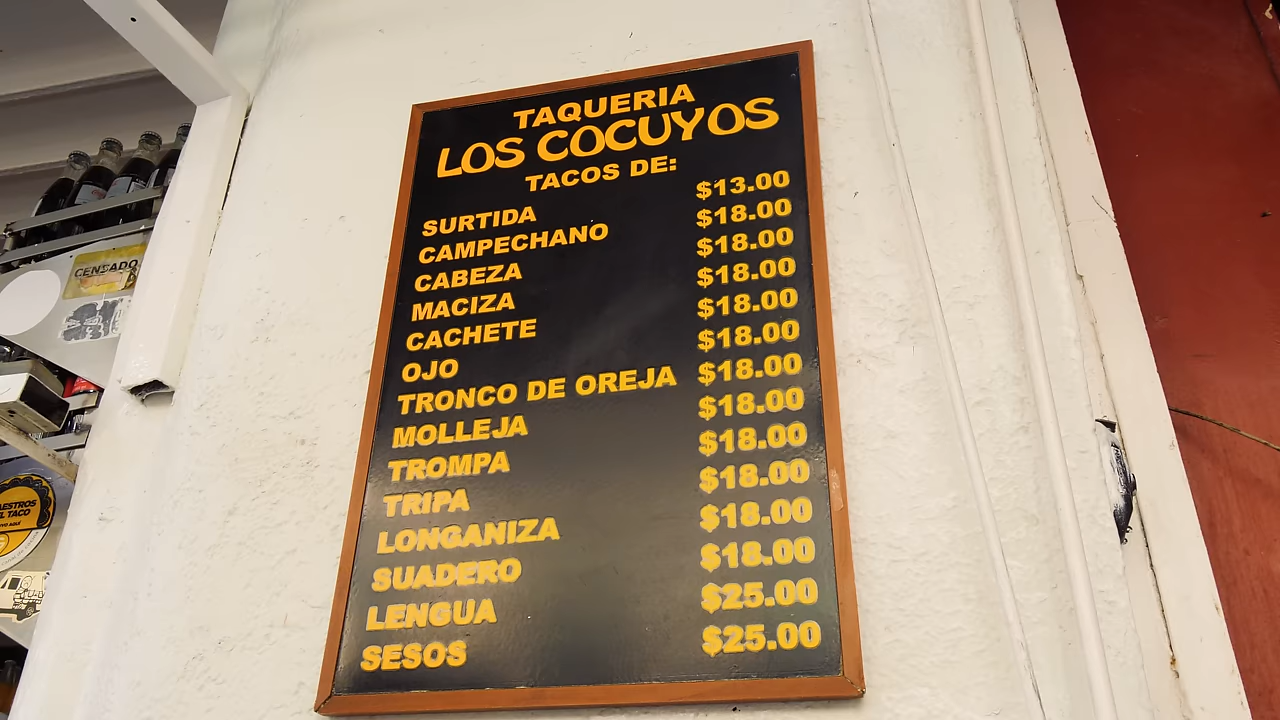 TAQUERIA
LOS COCUYOS
TACOS DE:
SURTIDA $13.00
CAMPECHANO $18.00
CABEZA $18.00
MACIZA $18.00
CACHETE $18.00
OJO $18.00
TRONCO DE OREJA $18.00
MOLLEJA $18.00
TROMPA $18.00
TRIPA $18.00
LONGANIZA $18.00
SUADERO $18.00
LENGUA $25.00
SESOS $25.00
CENSADO